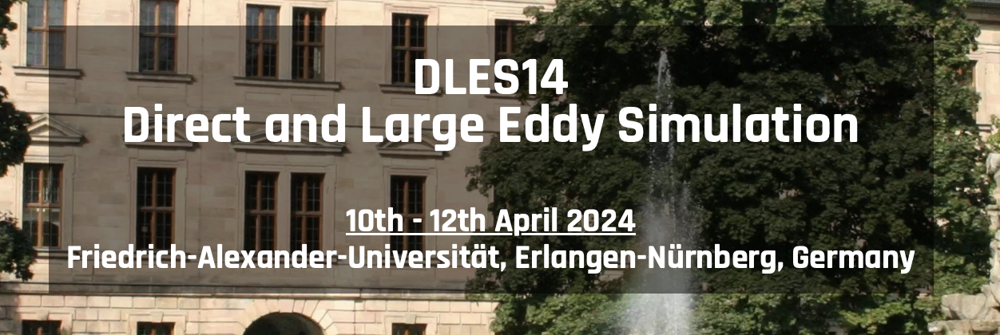 DLES14
Direct and Large Eddy Simulation
10th - 12th April 2024
Friedrich-Alexander-Universität, Erlangen-Nürnberg, Germany